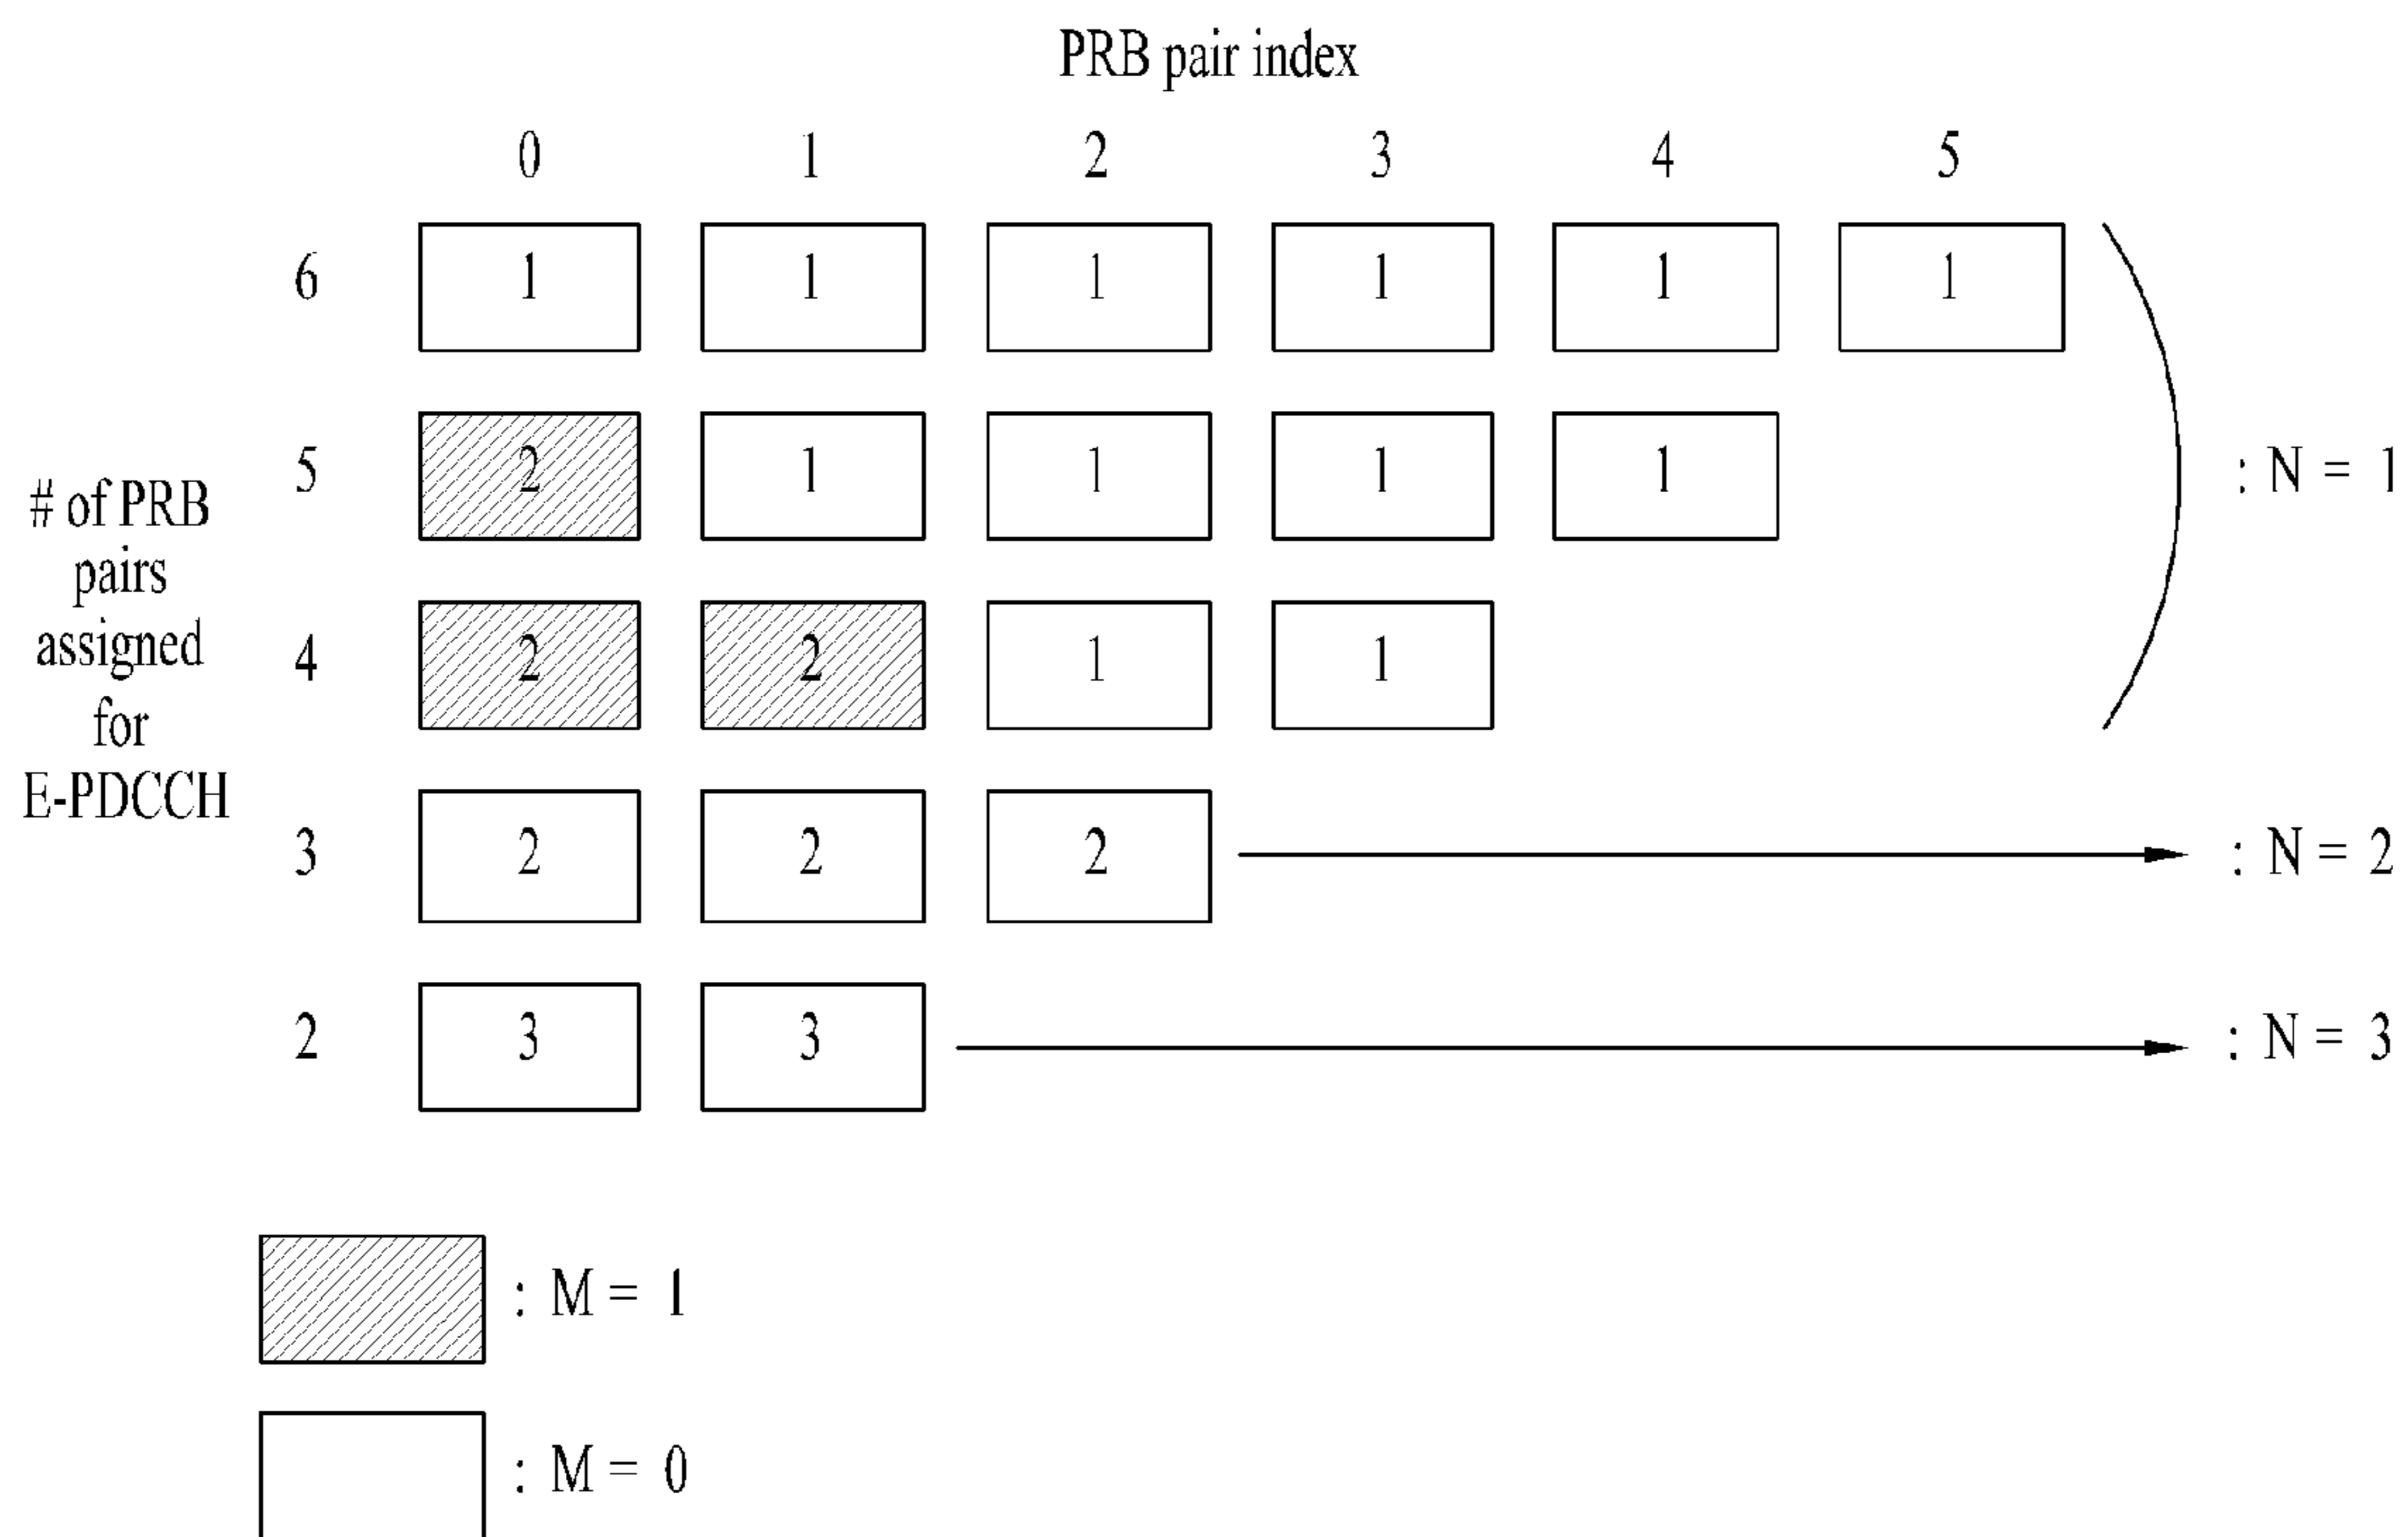 PRB pair index
0 1 2 3 4 5
6 1 1 1 1 1 1
5 2 1 1 1 1 : N = 1
4 2 2 1 1
# of PRB
pairs
assigned
for
E-PDCCH
3 2 2 2 : N = 2
2 3 3 : N = 3
: M = 1
: M = 0